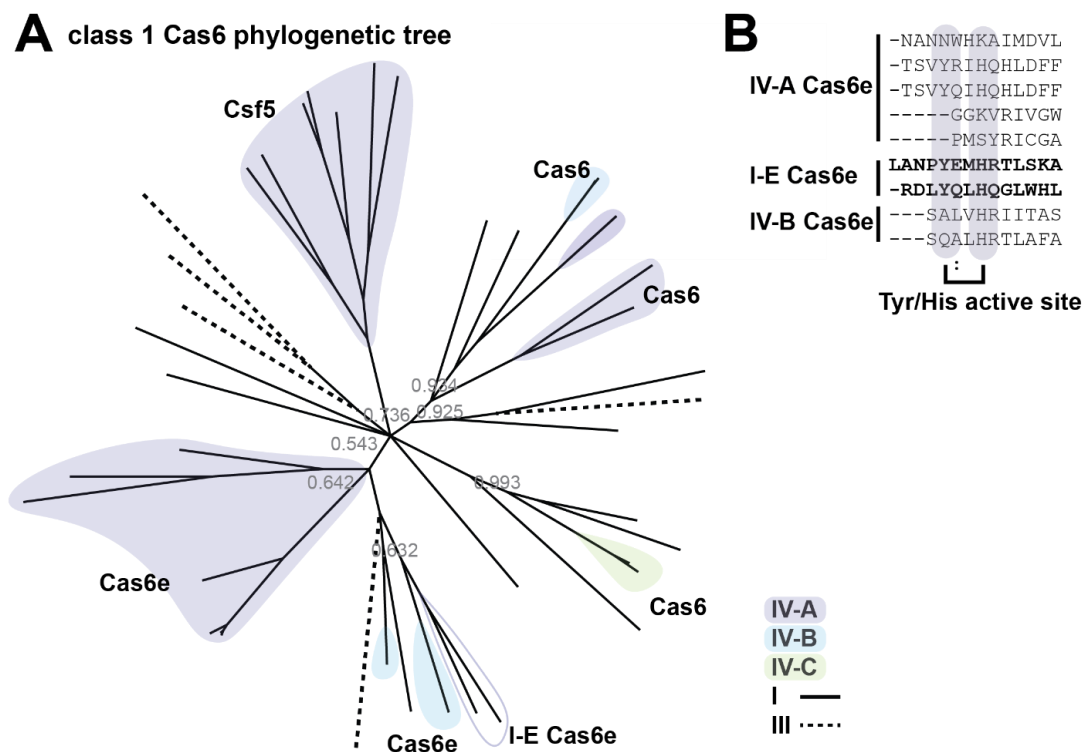 A class 1 Cas6 phylogenetic tree
Csf5
Cas6
Cas6
0.934
0.736
0.925
0.543
0.642
0.993
0.632
Cas6e
Cas6
Cas6e
I-E Cas6e
IV-A
IV-B
IV-C
I
III
B
IV-A Cas6e
-NANNWHKAIMDVL
-TSVYRIHQHLDFF
-TSVYQIHQHLDFF
-----GGKVRIVGW
-----PMSYRICGA
I-E Cas6e
LANPYEMHRTLSKA
-RDLYQLHQGLWHL
IV-B Cas6e
---SALVHRIITAS
---SQALHRTLAFA
:
Tyr/His active site